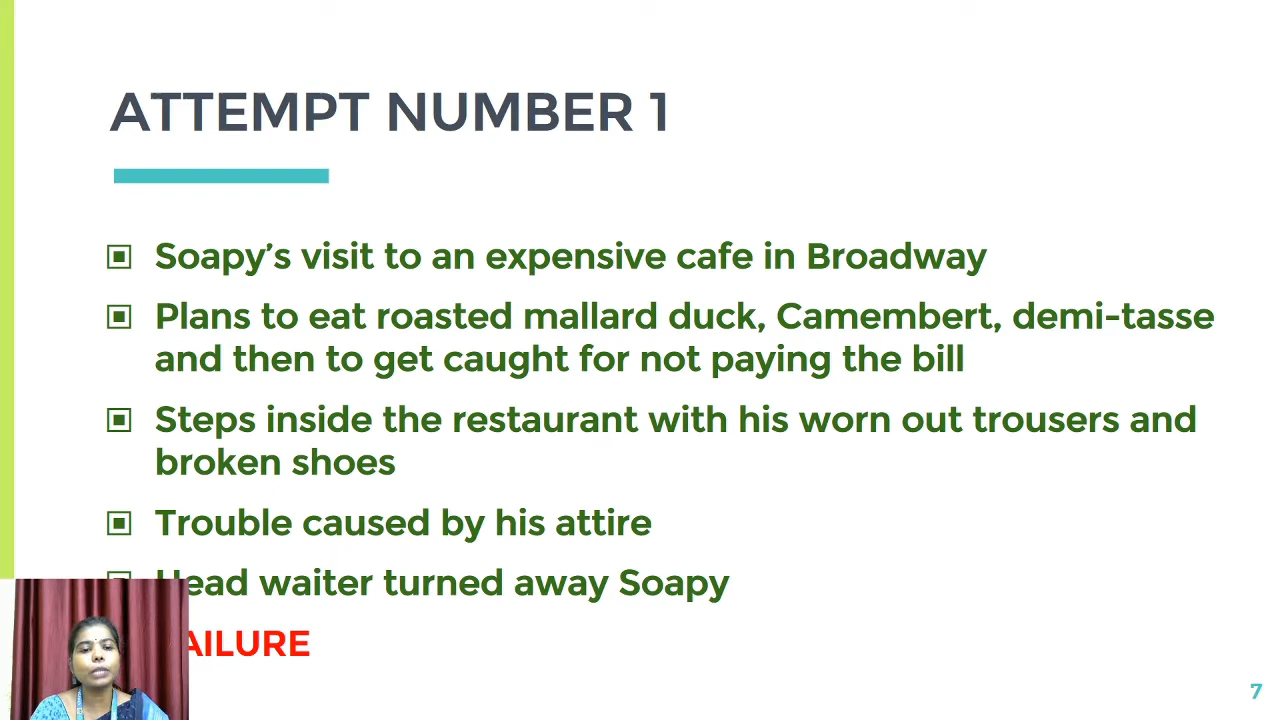 ATTEMPT NUMBER 1
Soapy’s visit to an expensive cafe in Broadway
Plans to eat roasted mallard duck, Camembert, demi-tasse
and then to get caught for not paying the bill
Steps inside the restaurant with his worn out trousers and
broken shoes
Trouble caused by his attire
Head waiter turned away Soapy
FAILURE
7